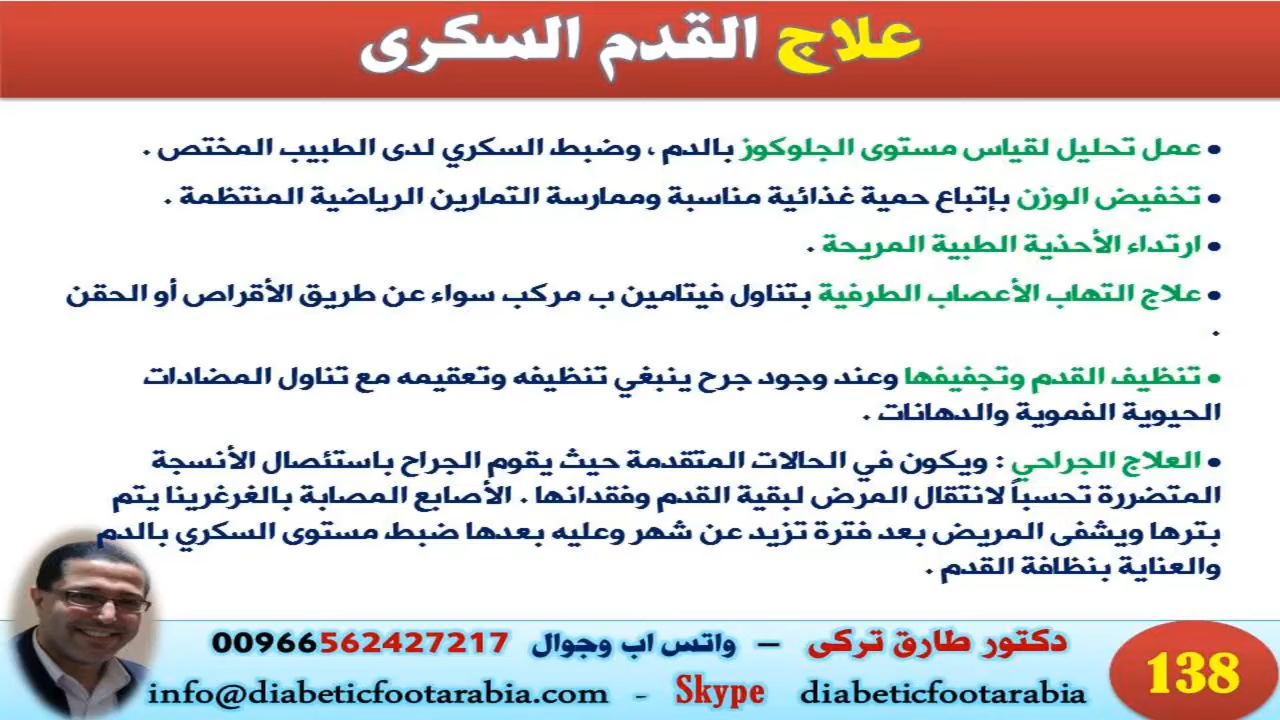 علاج القدم السكرى
• عمل تحليل لقياس مستوى الجلوكوز بالدم ، وضبط السكري لدى الطبيب المختص .
• تخفيض الوزن بإتباع حمية غذائية مناسبة وممارسة التمارين الرياضية المنتظمة .
• ارتداء الأحذية الطبية المريحة .
• علاج التهاب الأعصاب الطرفية بتناول فيتامين ب مركب سواء عن طريق الأقراص أو الحقن
.
• تنظيف القدم وتجفيفها وعند وجود جرح ينبغي تنظيفه وتعقيمه مع تناول المضادات
الحيوية الفموية والدهانات .
• العلاج الجراحي : ويكون في الحالات المتقدمة حيث يقوم الجراح باستئصال الأنسجة
المتضررة تحسباً لانتقال المرض لبقية القدم وفقدانها . الأصابع المصابة بالغرغرينا يتم
بترها ويشفى المريض بعد فترة تزيد عن شهر وعليه بعدها ضبط مستوى السكري بالدم
والعناية بنظافة القدم .
دكتور طارق تركى – واتس اب وجوال 00966562427217
info@diabeticfootarabia.com - Skype diabeticfootarabia
138